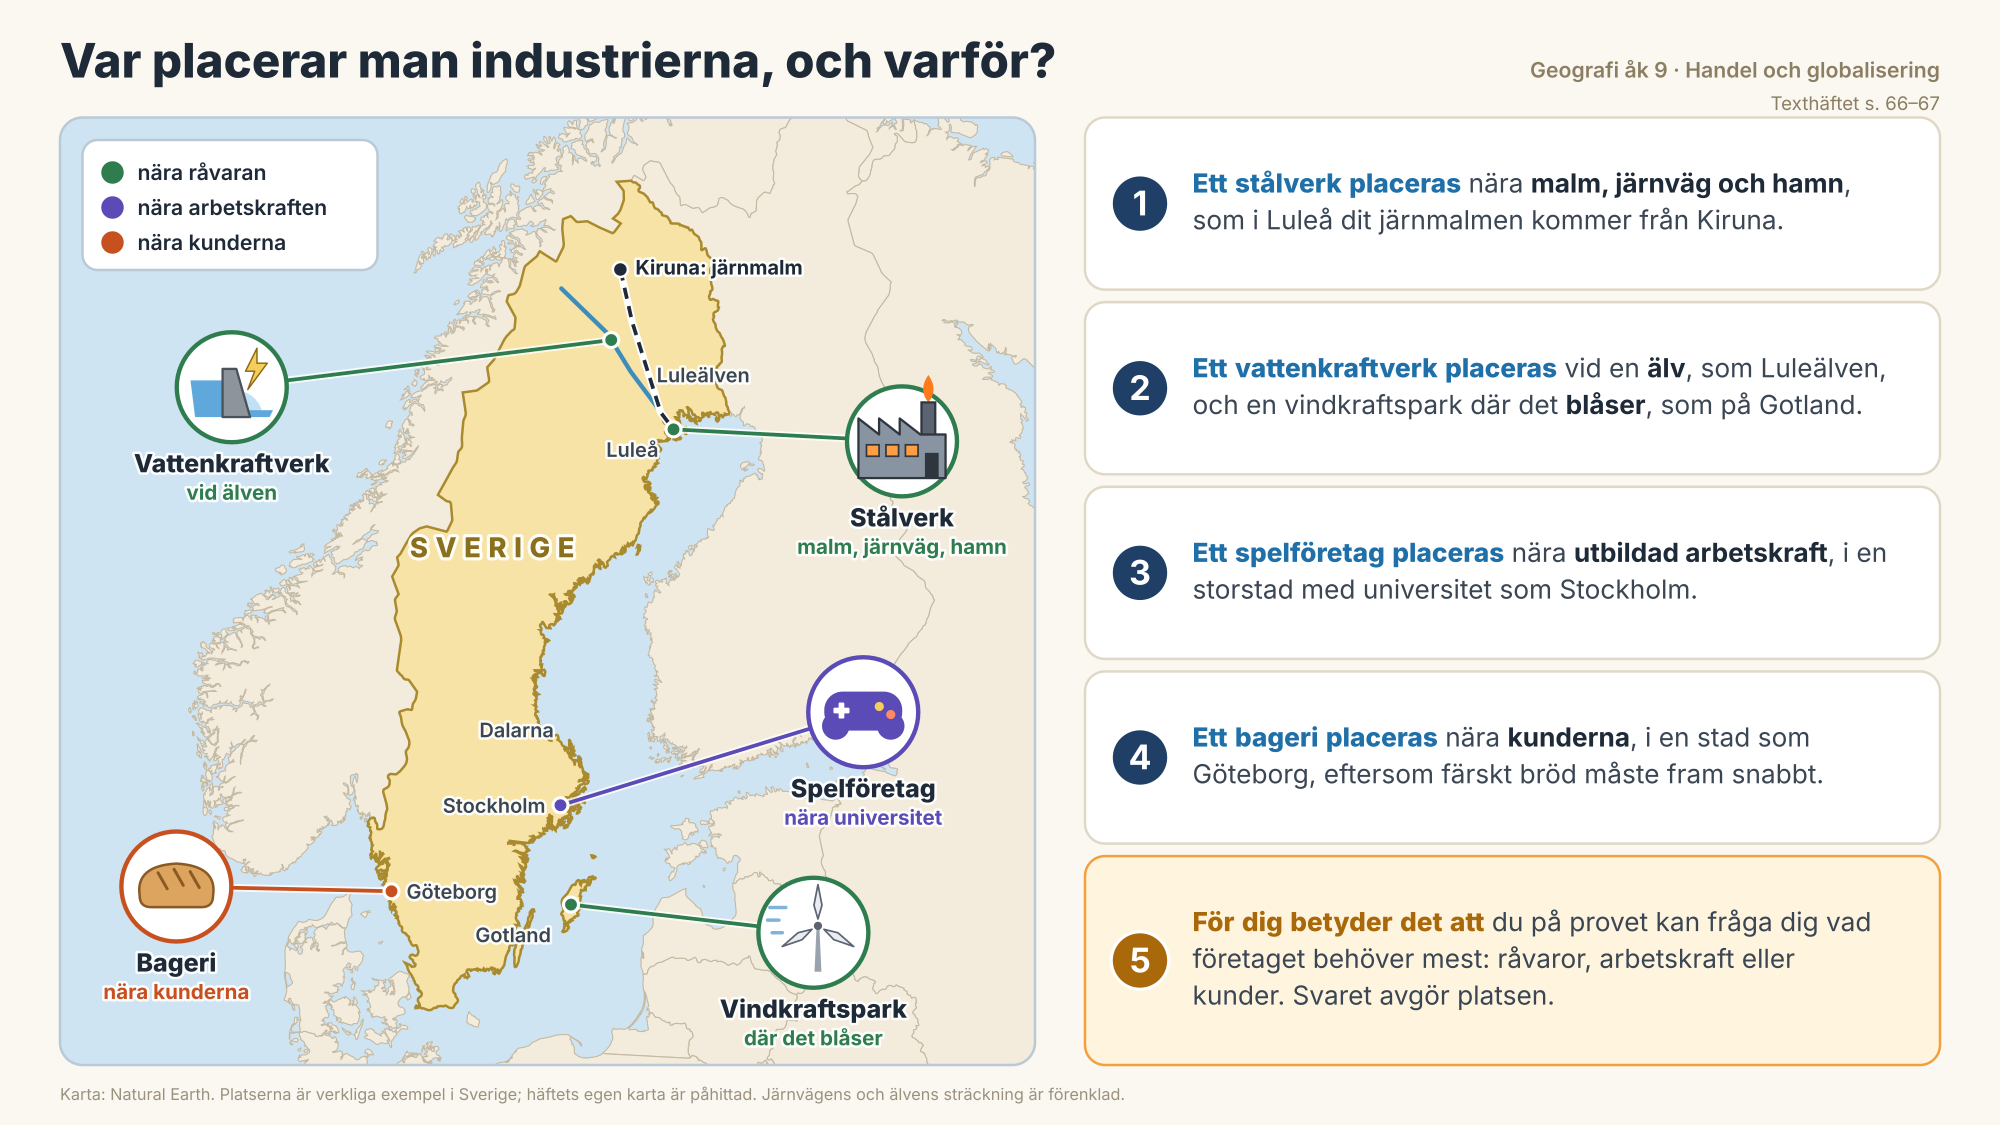 Var placerar man industrierna, och varför?
Geografi åk 9 · Handel och globalisering
Texthäftet s. 66–67
nära råvaran
nära arbetskraften
nära kunderna
Kiruna: järnmalm
Luleälven
Luleå
Vattenkraftverk
vid älven
Stålverk
malm, järnväg, hamn
SVERIGE
Dalarna
Stockholm
Spelföretag
nära universitet
Göteborg
Gotland
Bageri
nära kunderna
Vindkraftspark
där det blåser
1
Ett stålverk placeras nära malm, järnväg och hamn,
som i Luleå dit järnmalmen kommer från Kiruna.
2
Ett vattenkraftverk placeras vid en älv, som Luleälven,
och en vindkraftspark där det blåser, som på Gotland.
3
Ett spelföretag placeras nära utbildad arbetskraft, i en
storstad med universitet som Stockholm.
4
Ett bageri placeras nära kunderna, i en stad som
Göteborg, eftersom färskt bröd måste fram snabbt.
5
För dig betyder det att du på provet kan fråga dig vad
företaget behöver mest: råvaror, arbetskraft eller
kunder. Svaret avgör platsen.
Karta: Natural Earth. Platserna är verkliga exempel i Sverige; häftets egen karta är påhittad. Järnvägens och älvens sträckning är förenklad.